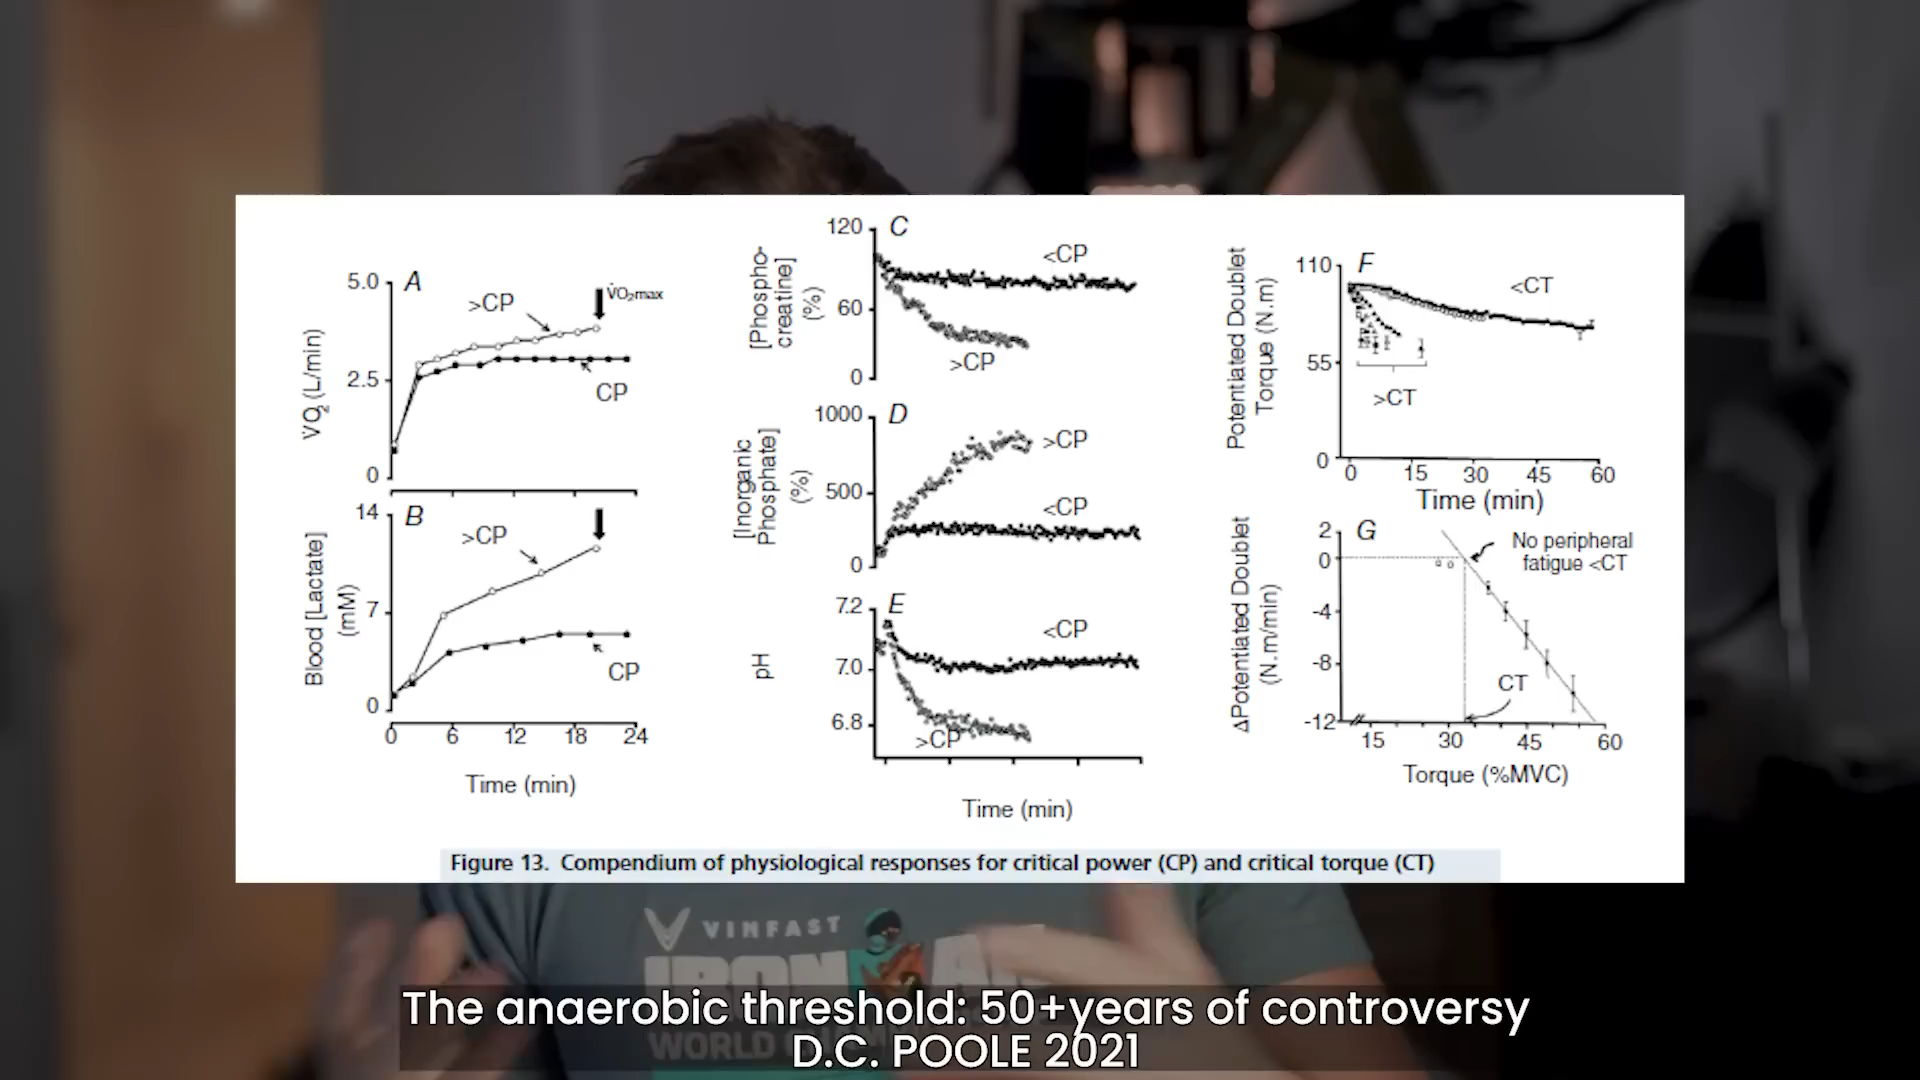 A
5.0
2.5
0
V̇O₂ (L/min)
>CP
V̇O₂max
CP
B
14
7
0
Blood [Lactate]
(mM)
>CP
CP
0 6 12 18 24
Time (min)
C
120
60
0
[Phospho-
creatine]
(%)
<CP
>CP
D
1000
500
0
[Inorganic
Phosphate]
(%)
>CP
<CP
E
7.2
7.0
6.8
pH
<CP
>CP
Time (min)
F
110
55
0
Potentiated Doublet
Torque (N.m)
<CT
>CT
0 15 30 45 60
Time (min)
G
2
0
-4
-8
-12
ΔPotentiated Doublet
(N.m/min)
No peripheral
fatigue <CT
CT
15 30 45 60
Torque (%MVC)
Figure 13. Compendium of physiological responses for critical power (CP) and critical torque (CT)
VINFAST
IRON
WORLD
The anaerobic threshold: 50+years of controversy
D.C. POOLE 2021